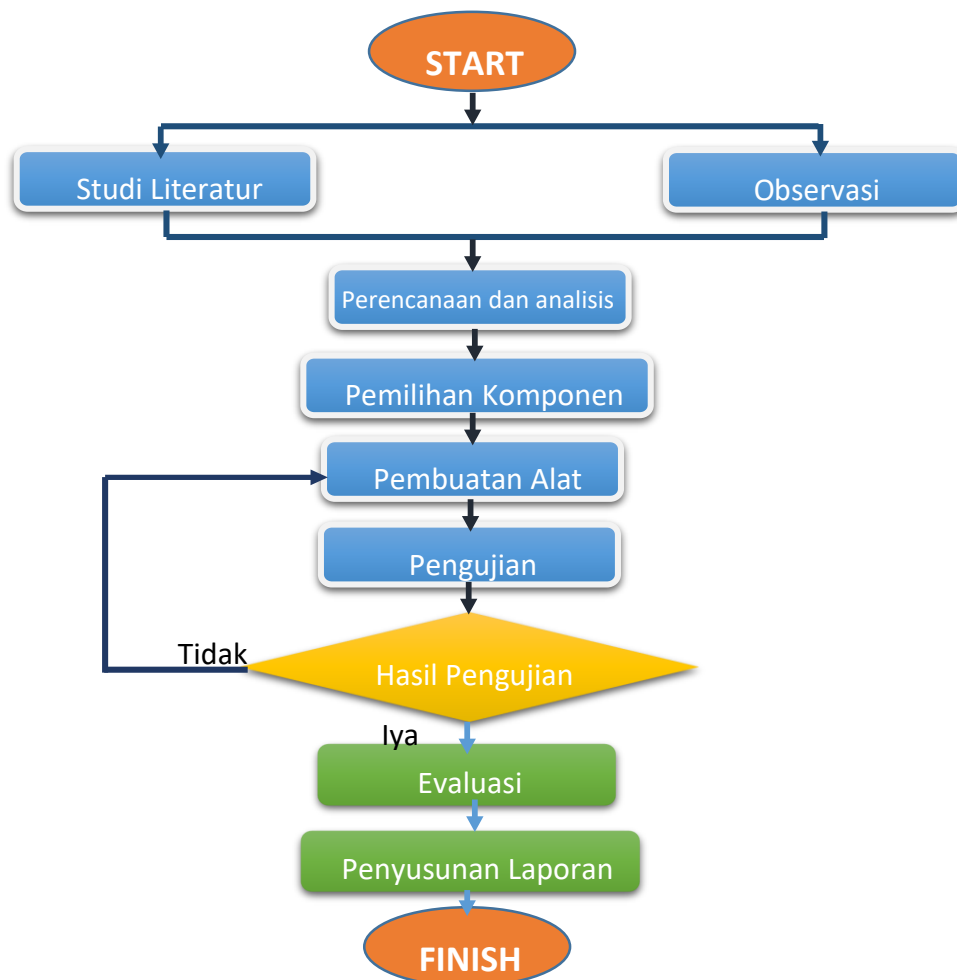 START
Studi Literatur
Observasi
Perencanaan dan analisis
Pemilihan Komponen
Pembuatan Alat
Pengujian
Tidak
Hasil Pengujian
Iya
Evaluasi
Penyusunan Laporan
FINISH